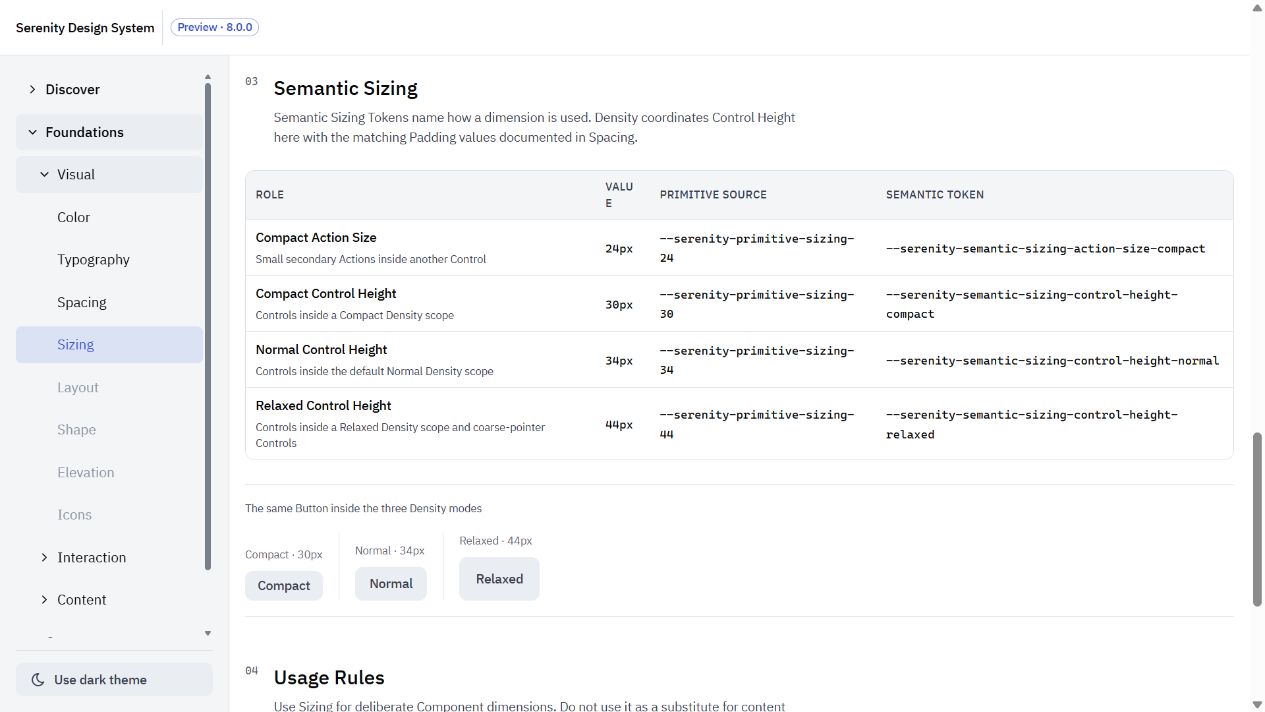 Serenity Design System
Preview · 8.0.0
Discover
Foundations
Visual
Color
Typography
Spacing
Sizing
Layout
Shape
Elevation
Icons
Interaction
Content
Use dark theme
03
Semantic Sizing
Semantic Sizing Tokens name how a dimension is used. Density coordinates Control Height
here with the matching Padding values documented in Spacing.
ROLE
VALU
E
PRIMITIVE SOURCE
SEMANTIC TOKEN
Compact Action Size
Small secondary Actions inside another Control
24px
--serenity-primitive-sizing-
24
--serenity-semantic-sizing-action-size-compact
Compact Control Height
Controls inside a Compact Density scope
30px
--serenity-primitive-sizing-
30
--serenity-semantic-sizing-control-height-
compact
Normal Control Height
Controls inside the default Normal Density scope
34px
--serenity-primitive-sizing-
34
--serenity-semantic-sizing-control-height-normal
Relaxed Control Height
Controls inside a Relaxed Density scope and coarse-pointer
Controls
44px
--serenity-primitive-sizing-
44
--serenity-semantic-sizing-control-height-
relaxed
The same Button inside the three Density modes
Compact · 30px
Compact
Normal · 34px
Normal
Relaxed · 44px
Relaxed
04
Usage Rules
Use Sizing for deliberate Component dimensions. Do not use it as a substitute for content